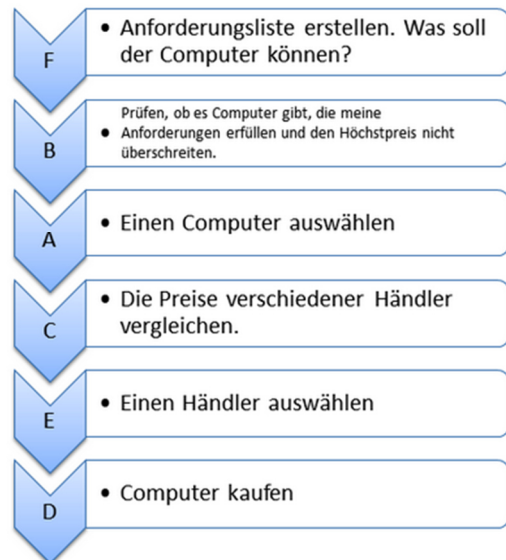 F
• Anforderungsliste erstellen. Was soll
der Computer können?
B
Prüfen, ob es Computer gibt, die meine
• Anforderungen erfüllen und den Höchstpreis nicht
überschreiten.
A
• Einen Computer auswählen
C
• Die Preise verschiedener Händler
vergleichen.
E
• Einen Händler auswählen
D
• Computer kaufen